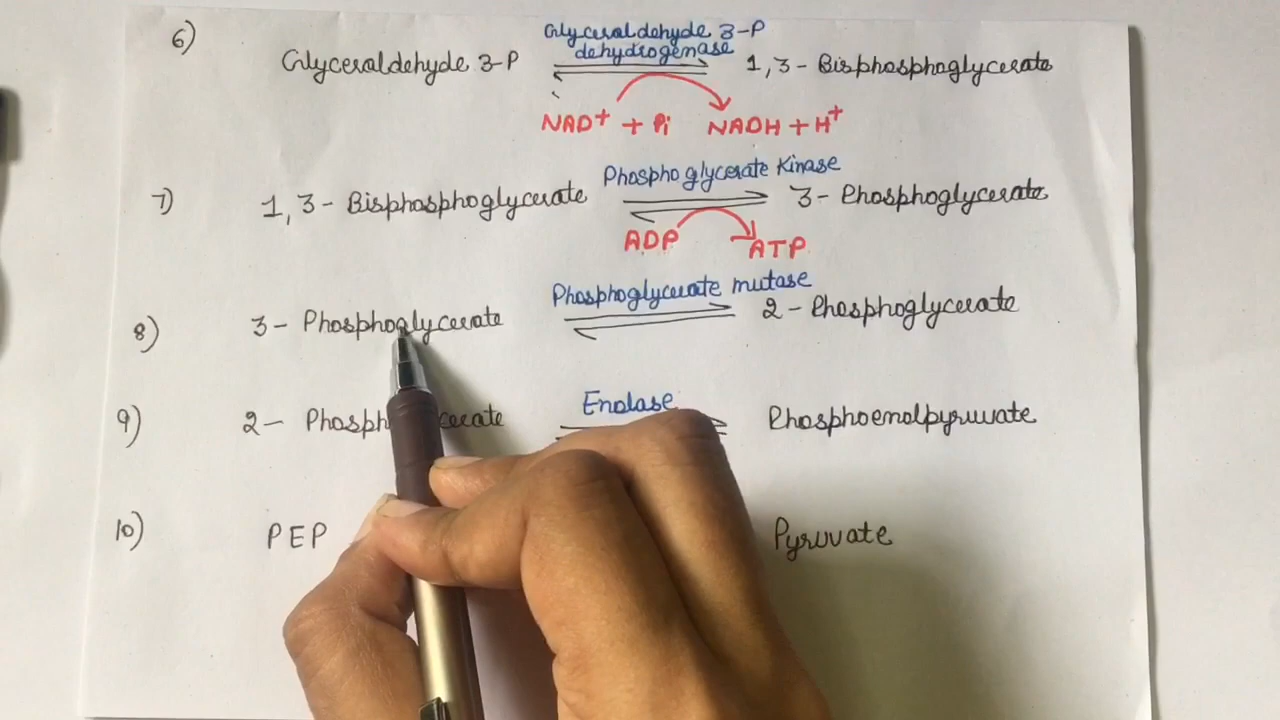 6) Glyceraldehyde 3-P Glyceraldehyde 3-P dehydrogenase 1,3- Bisphosphoglycerate
NAD+ + Pi NADH + H+
7) 1,3- Bisphosphoglycerate Phosphoglycerate Kinase 3- Phosphoglycerate
ADP ATP
8) 3- Phosphoglycerate Phosphoglycerate mutase 2- Phosphoglycerate
9) 2- Enolase Phosphoenolpyruvate
10) PEP Pyruvate